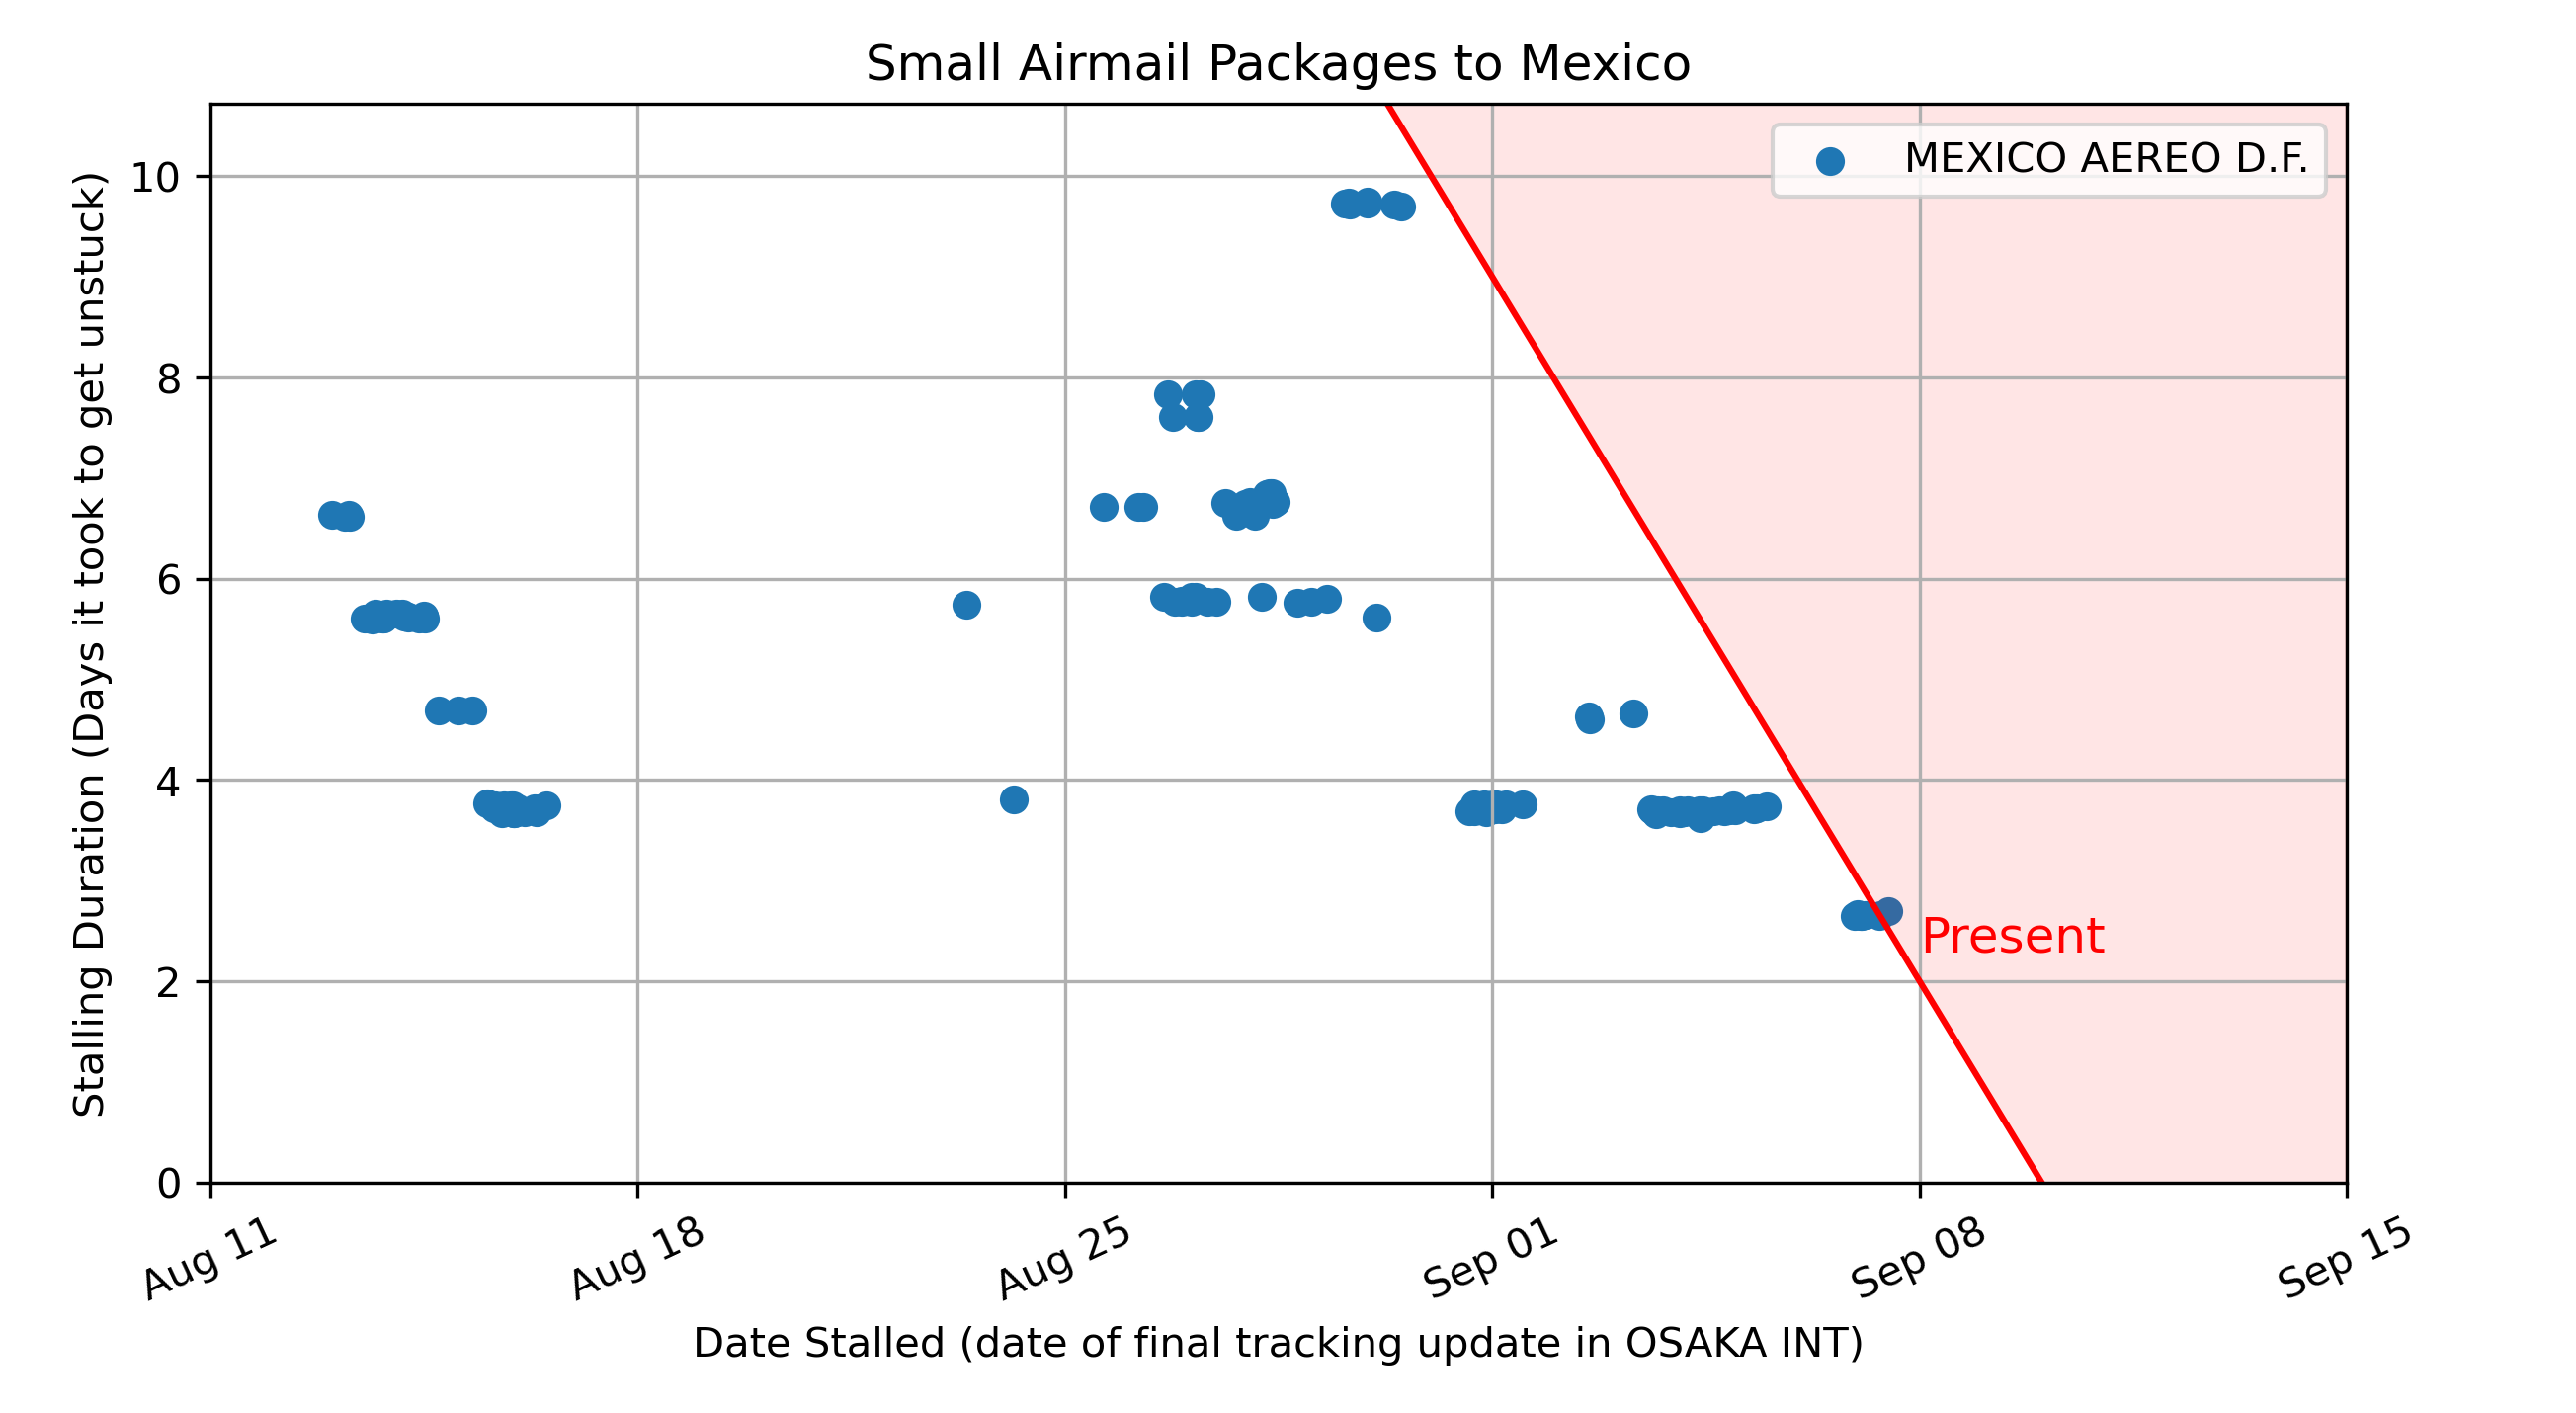 Small Airmail Packages to Mexico
MEXICO AEREO D.F.
Stalling Duration (Days it took to get unstuck)
10
8
6
4
2
0
Present
Aug 11
Aug 18
Aug 25
Sep 01
Sep 08
Sep 15
Date Stalled (date of final tracking update in OSAKA INT)